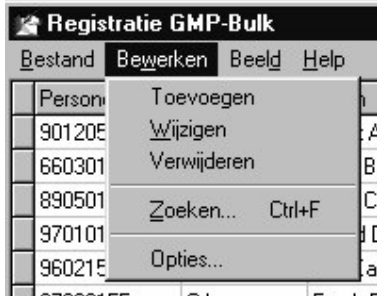 Registratie GMP-Bulk
Bestand Bewerken Beeld Help
Toevoegen
Wijzigen
Verwijderen
Zoeken... Ctrl+F
Opties...
Person
901205
660301
890501
970101
960215